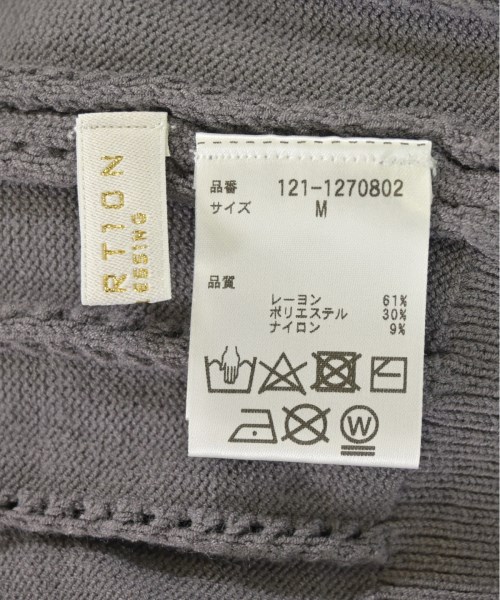 RTION
ESSING
品番 121-1270802
サイズ M
品質
レーヨン 61%
ポリエステル 30%
ナイロン 9%
W